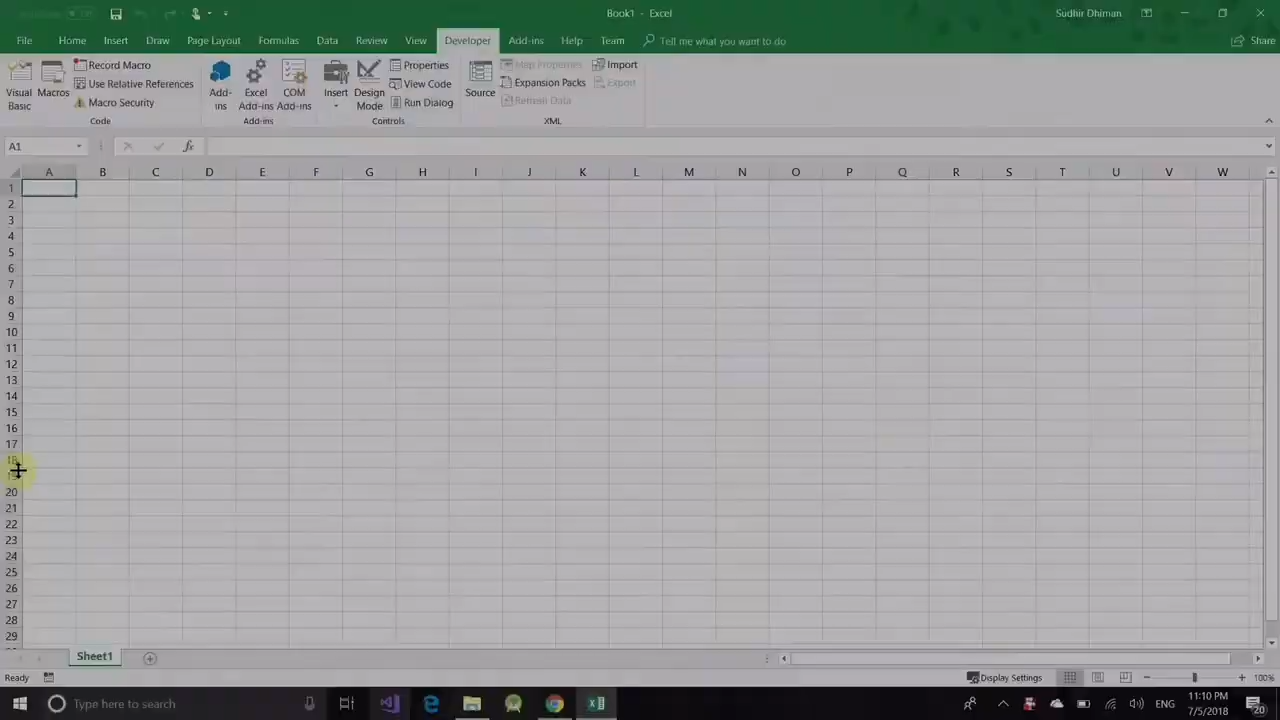 Book1 - Excel
Sudhir Dhiman
File Home Insert Draw Page Layout Formulas Data Review View Developer Add-ins Help Team Tell me what you want to do Share
Visual Basic
Macros
Record Macro
Use Relative References
Macro Security
Code
Add-ins
Excel Add-ins
COM Add-ins
Add-ins
Insert
Design Mode
Properties
View Code
Run Dialog
Controls
Source
Map Properties
Expansion Packs
Refresh Data
Import
Export
XML
A1 fx
A B C D E F G H I J K L M N O P Q R S T U V W
1
2
3
4
5
6
7
8
9
10
11
12
13
14
15
16
17
18
19
20
21
22
23
24
25
26
27
28
29
Sheet1
Ready Display Settings 100%
Type here to search ENG 11:10 PM
7/5/2018 20